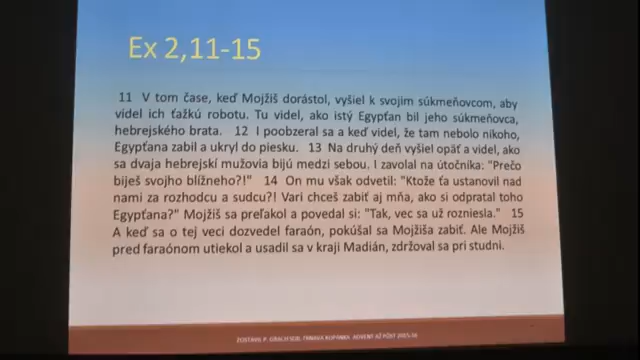 Ex 2,11-15
11 V tom čase, keď Mojžiš dorástol, vyšiel k svojim súkmeňovcom, aby
videl ich ťažkú robotu. Tu videl, ako istý Egypťan bil jeho súkmeňovca,
hebrejského brata. 12 I poobzeral sa a keď videl, že tam nebolo nikoho,
Egypťana zabil a ukryl do piesku. 13 Na druhý deň vyšiel opäť a videl, ako
sa dvaja hebrejskí mužovia bijú medzi sebou. I zavolal na útočníka: "Prečo
biješ svojho blížneho?!" 14 On mu však odvetil: "Ktože ťa ustanovil nad
nami za rozhodcu a sudcu?! Vari chceš zabiť aj mňa, ako si odpratal toho
Egypťana?" Mojžiš sa preľakol a povedal si: "Tak, vec sa už rozniesla." 15
A keď sa o tej veci dozvedel faraón, pokúšal sa Mojžiša zabiť. Ale Mojžiš
pred faraónom utiekol a usadil sa v kraji Madián, zdržoval sa pri studni.
ZOSTAVIL P. KOPÁNKA, ADVENT AŽ PÔST